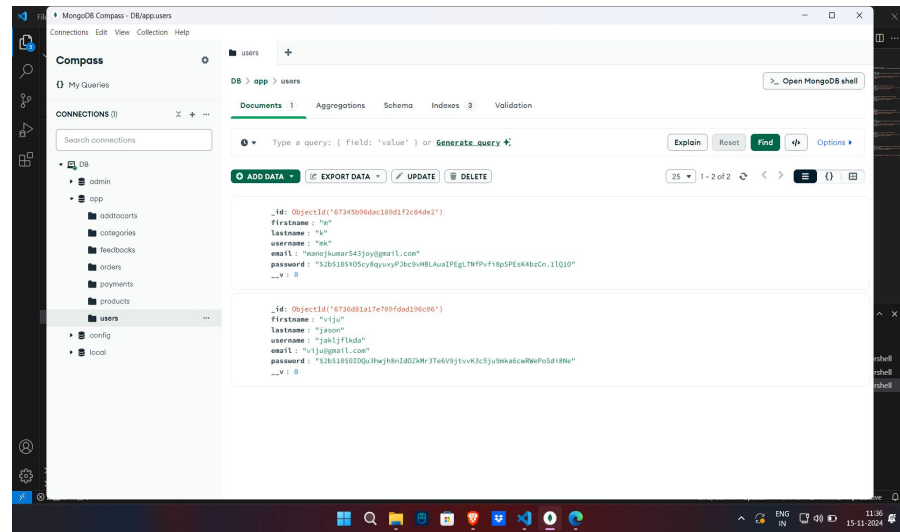 MongoDB Compass - DB/app.users
Connections Edit View Collection Help
Compass
{} My Queries
CONNECTIONS (1)
Search connections
DB
admin
app
addtocarts
categories
feedbacks
orders
payments
products
users
config
local
users
DB > app > users
>_ Open MongoDB shell
Documents 1 Aggregations Schema Indexes 3 Validation
Type a query: { field: 'value' } or Generate query
Explain Reset Find </> Options
ADD DATA EXPORT DATA UPDATE DELETE
25 1 - 2 of 2
_id: ObjectId('67345b96dac189d1f2c84de2')
firstname : "m"
lastname : "k"
username : "mk"
email : "manojkumar543joy@gmail.com"
password :
__v : 0
_id: ObjectId('6736d81a17e709fdad196c06')
firstname : "viju"
lastname : "jason"
username : "jakljflkda"
email : "viju@gmail.com"
password :
__v : 0
rshell
rshell
rshell
ENG
IN
11:36
15-11-2024